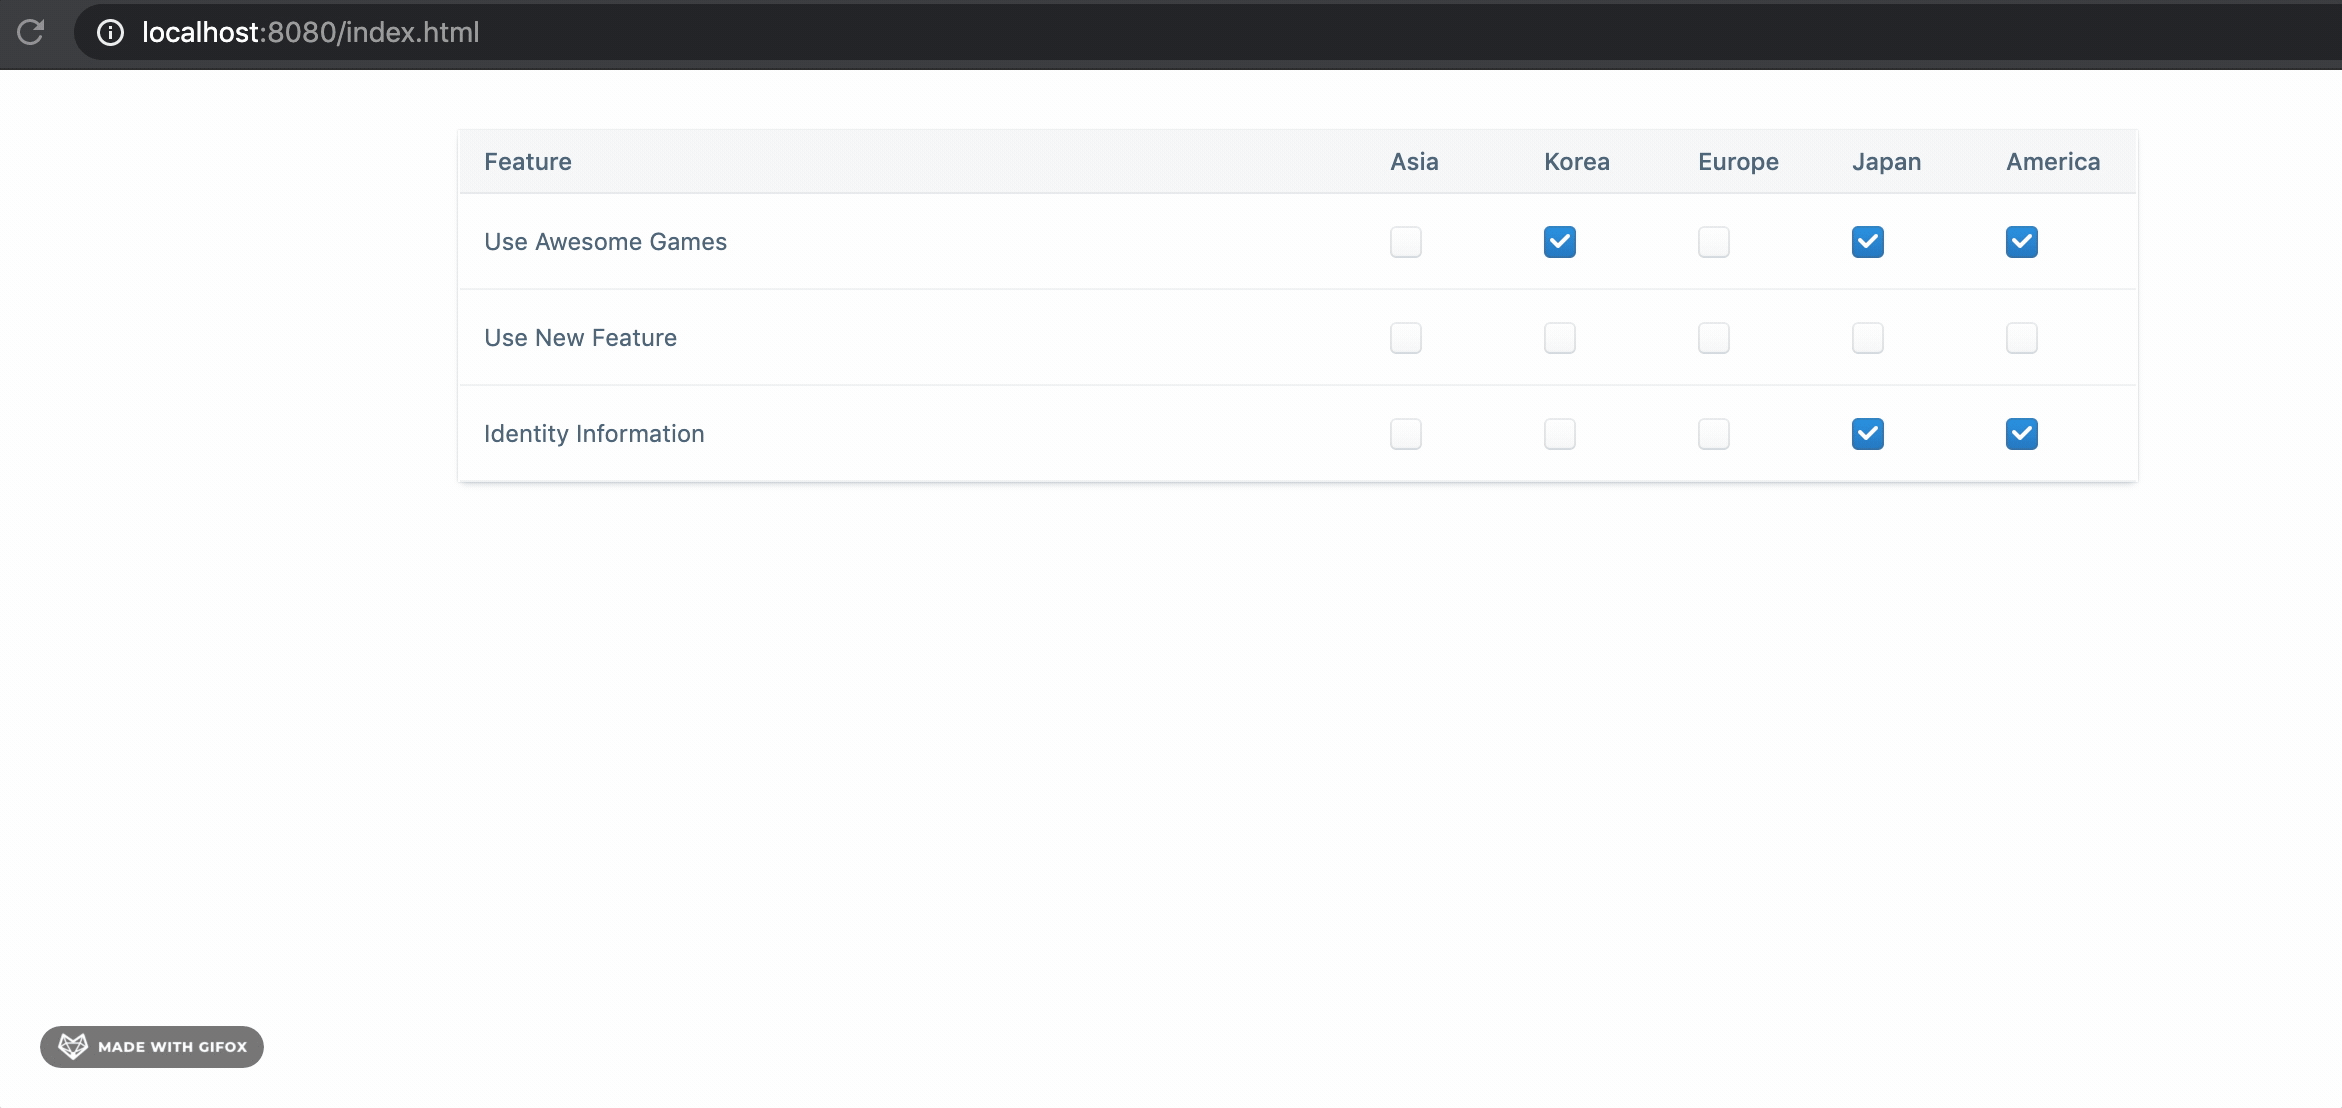 localhost:8080/index.html
Feature Asia Korea Europe Japan America
Use Awesome Games
Use New Feature
Identity Information
MADE WITH GIFOX